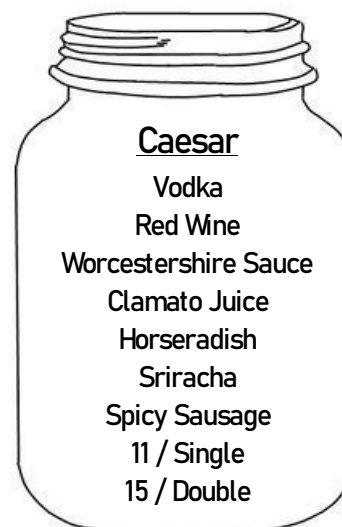 Caesar
Vodka
Red Wine
Worcestershire Sauce
Clamato Juice
Horseradish
Sriracha
Spicy Sausage
11 / Single
15 / Double